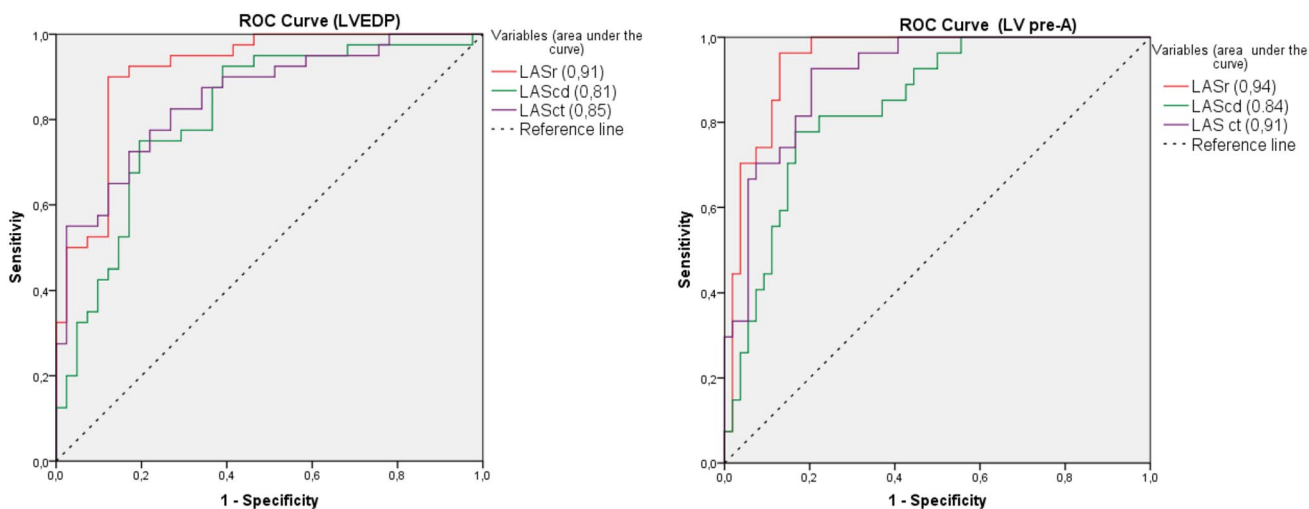 ROC Curve (LVEDP)
Sensitiviy
1,0
0,8
0,6
0,4
0,2
0,0
0,0 0,2 0,4 0,6 0,8 1,0
1 - Specificity
Variables (area under the
curve)
LASr (0,91)
LAScd (0,81)
LASct (0,85)
Reference line
ROC Curve (LV pre-A)
Sensitivity
1,0
0,8
0,6
0,4
0,2
0,0
0,0 0,2 0,4 0,6 0,8 1,0
1 - Specificity
Variables (area under the
curve)
LASr (0,94)
LAScd (0.84)
LAS ct (0,91)
Reference line